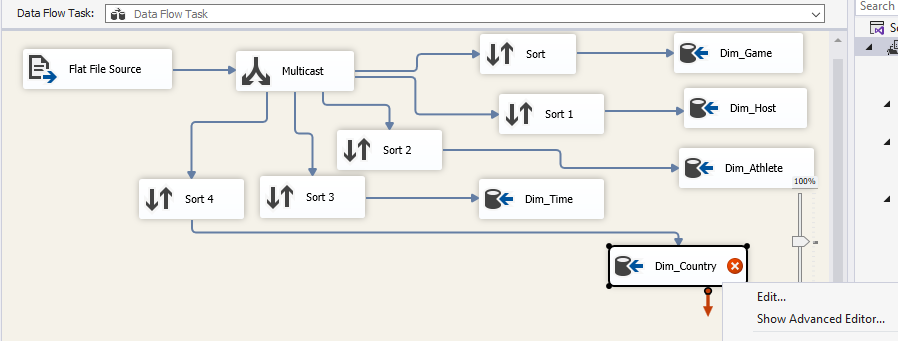 Search
Data Flow Task:
Data Flow Task
Flat File Source
Multicast
Sort
Dim_Game
Sort 1
Dim_Host
Sort 2
Dim_Athlete
100%
Sort 4
Sort 3
Dim_Time
Dim_Country
Edit...
Show Advanced Editor...